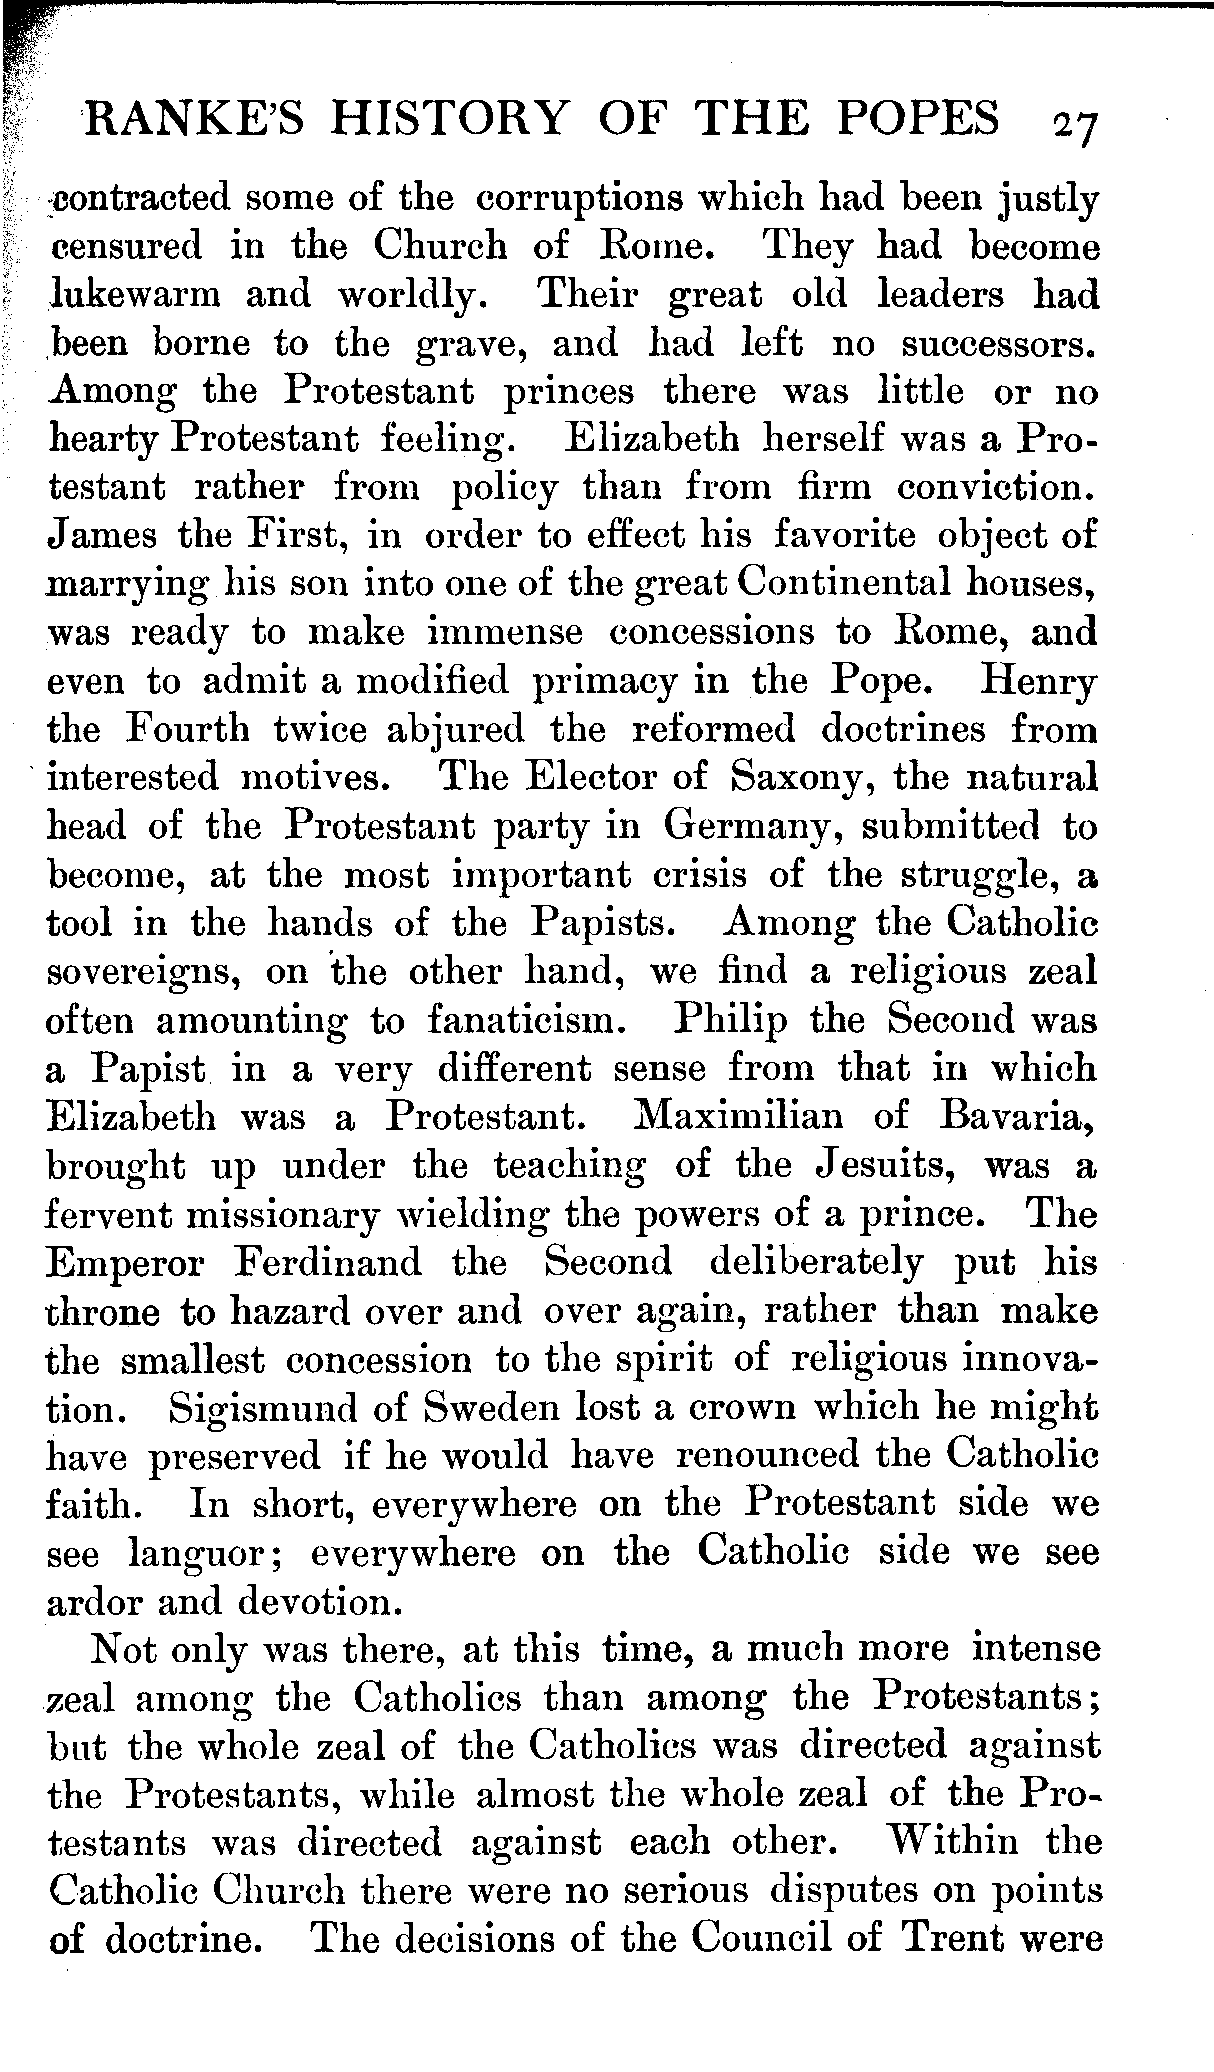 RANKE'S HISTORY OF THE POPES 27
contracted some of the corruptions which had been justly
censured in the Church of Rome. They had become
lukewarm and worldly. Their great old leaders had
been borne to the grave, and had left no successors.
Among the Protestant princes there was little or no
hearty Protestant feeling. Elizabeth herself was a Pro-
testant rather from policy than from firm conviction.
James the First, in order to effect his favorite object of
marrying his son into one of the great Continental houses,
was ready to make immense concessions to Rome, and
even to admit a modified primacy in the Pope. Henry
the Fourth twice abjured the reformed doctrines from
interested motives. The Elector of Saxony, the natural
head of the Protestant party in Germany, submitted to
become, at the most important crisis of the struggle, a
tool in the hands of the Papists. Among the Catholic
sovereigns, on the other hand, we find a religious zeal
often amounting to fanaticism. Philip the Second was
a Papist in a very different sense from that in which
Elizabeth was a Protestant. Maximilian of Bavaria,
brought up under the teaching of the Jesuits, was a
fervent missionary wielding the powers of a prince. The
Emperor Ferdinand the Second deliberately put his
throne to hazard over and over again, rather than make
the smallest concession to the spirit of religious innova-
tion. Sigismund of Sweden lost a crown which he might
have preserved if he would have renounced the Catholic
faith. In short, everywhere on the Protestant side we
see languor; everywhere on the Catholic side we see
ardor and devotion.
Not only was there, at this time, a much more intense
zeal among the Catholics than among the Protestants;
but the whole zeal of the Catholics was directed against
the Protestants, while almost the whole zeal of the Pro-
testants was directed against each other. Within the
Catholic Church there were no serious disputes on points
of doctrine. The decisions of the Council of Trent were